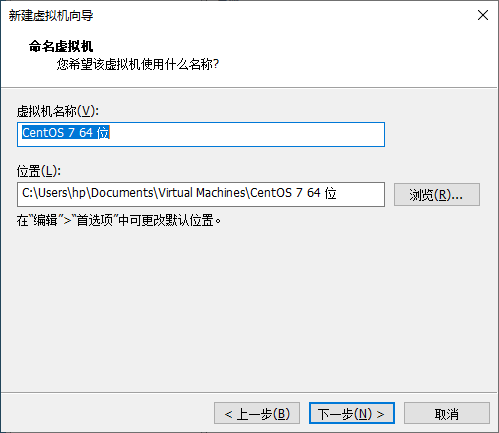 新建虚拟机向导
命名虚拟机
您希望该虚拟机使用什么名称?
虚拟机名称(V):
CentOS 7 64 位
位置(L):
C:\Users\hp\Documents\Virtual Machines\CentOS 7 64 位
浏览(R)...
在“编辑”>“首选项”中可更改默认位置。
< 上一步(B)
下一步(N) >
取消